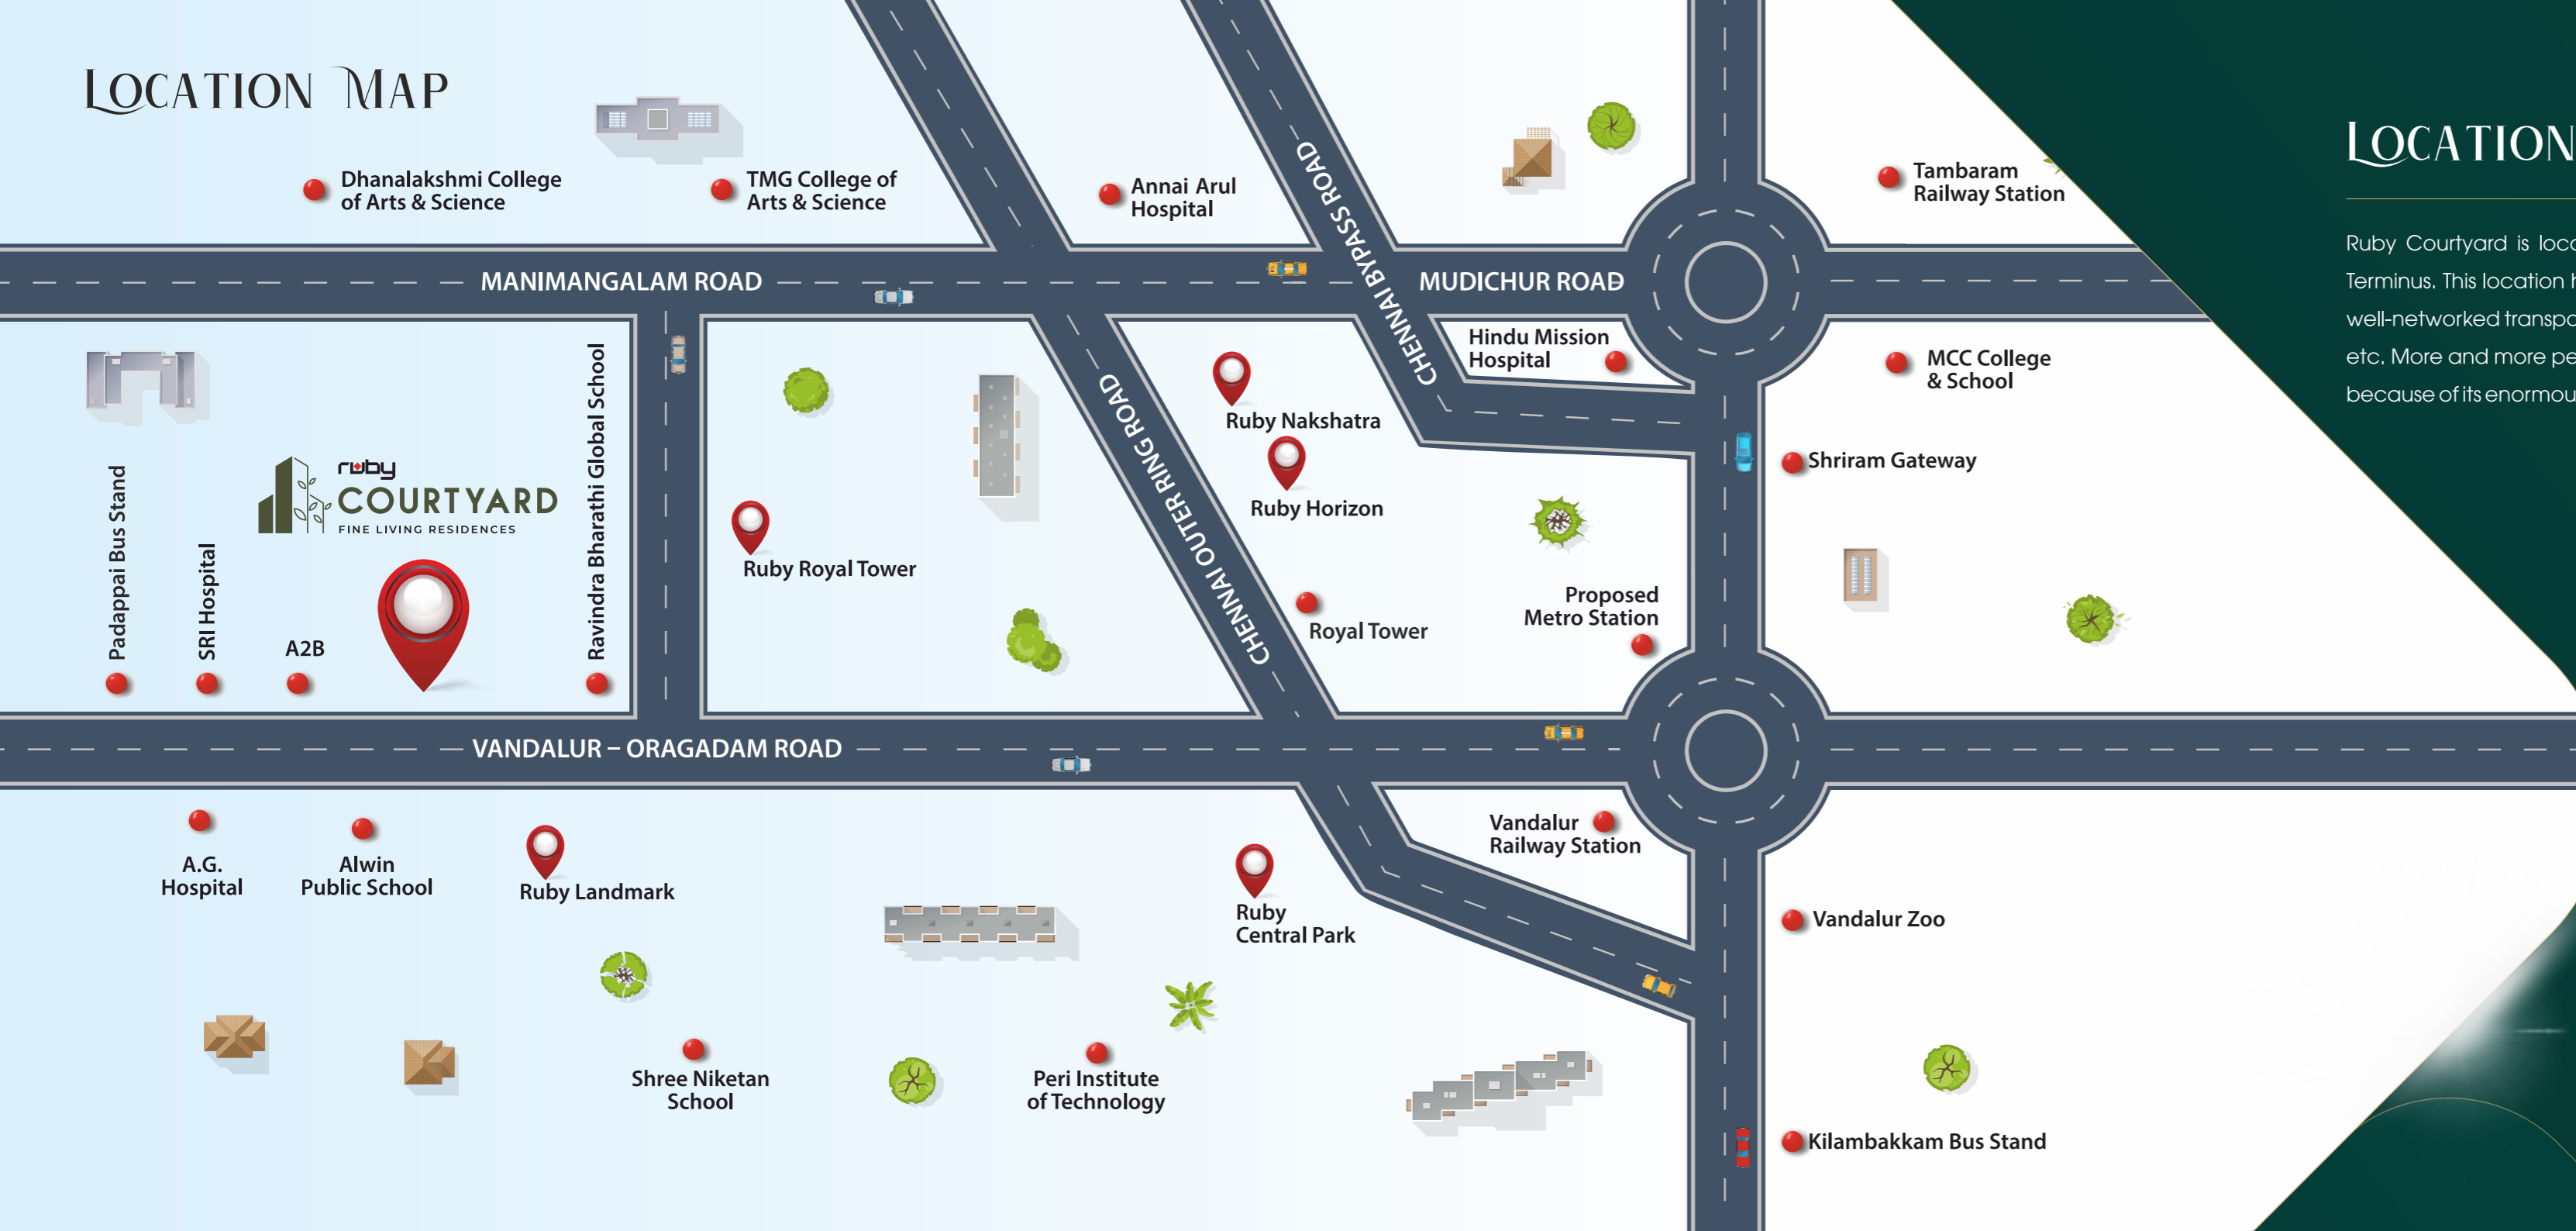 LOCATION MAP
Dhanalakshmi College
of Arts & Science
TMG College of
Arts & Science
Annai Arul
Hospital
CHENNAI BYPASS ROAD
Tambaram
Railway Station
MANIMANGALAM ROAD
MUDICHUR ROAD
Hindu Mission
Hospital
MCC College
& School
Ruby Nakshatra
Ruby Horizon
Shriram Gateway
Padappai Bus Stand
SRI Hospital
A2B
ruby
COURTYARD
FINE LIVING RESIDENCES
Ravindra Bharathi Global School
Ruby Royal Tower
CHENNAI OUTER RING ROAD
Royal Tower
Proposed
Metro Station
VANDALUR – ORAGADAM ROAD
A.G.
Hospital
Alwin
Public School
Ruby Landmark
Ruby
Central Park
Vandalur
Railway Station
Vandalur Zoo
Shree Niketan
School
Peri Institute
of Technology
Kilambakkam Bus Stand
LOCATION
Ruby Courtyard is
Terminus. This location
well-networked
etc. More and more
because of its